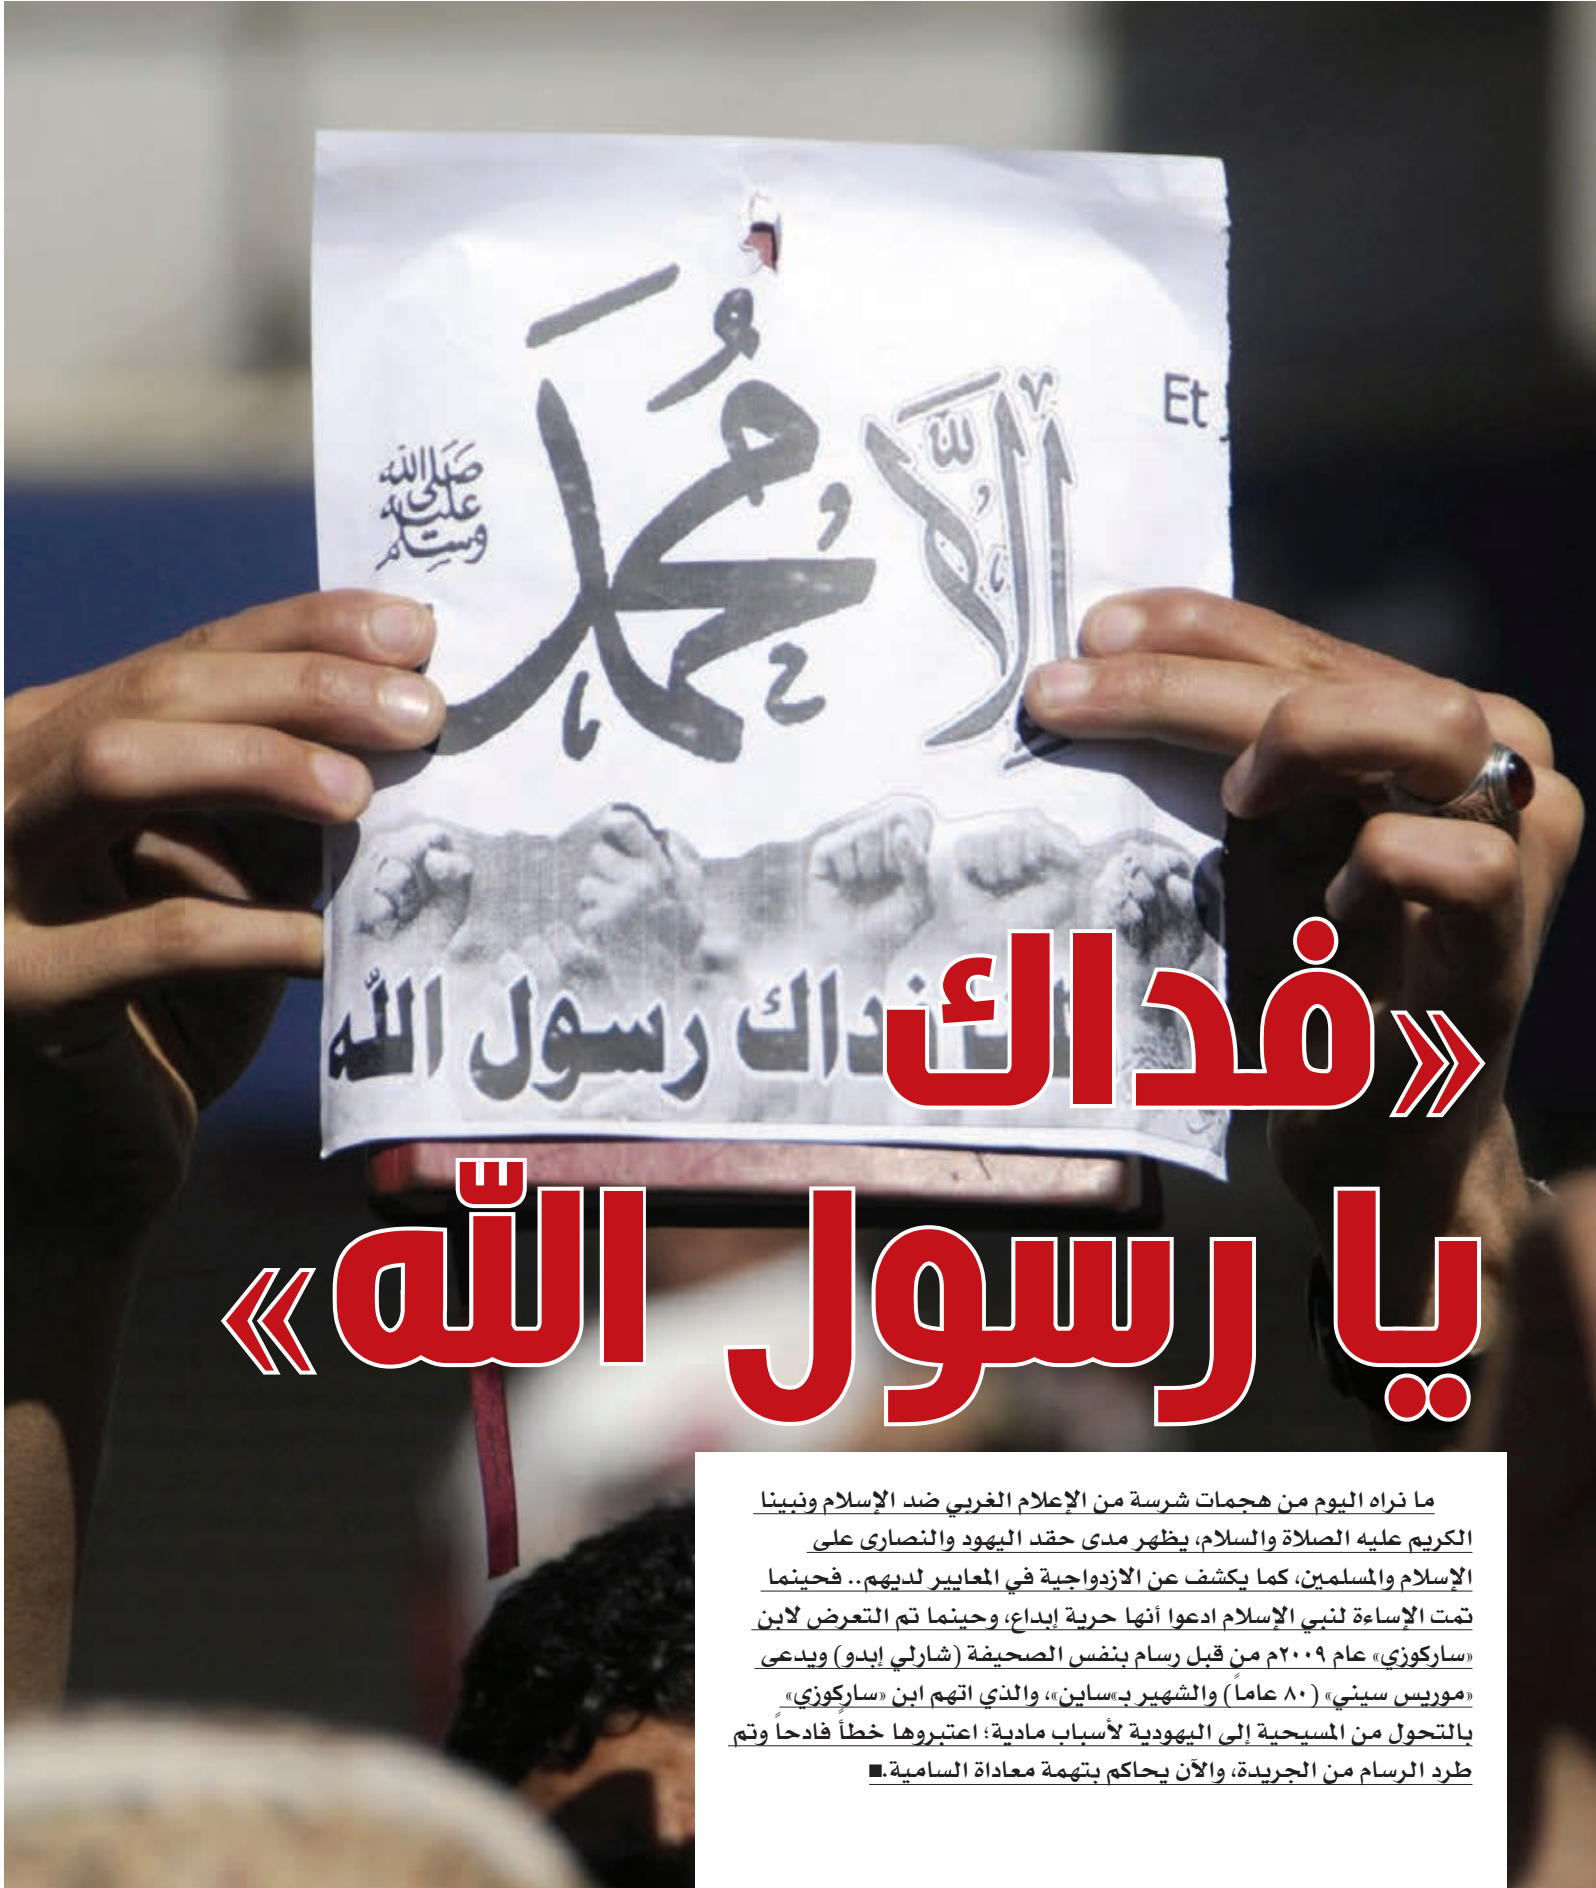 Et
إلا محمد
صلى الله
عليه
وسلم
فداك رسول الله
«فداك
يا رسول الله»
ما نراه اليوم من هجمات شرسة من الإعلام الغربي ضد الإسلام ونبينا
الكريم عليه الصلاة والسلام، يظهر مدى حقد اليهود والنصارى على
الإسلام والمسلمين، كما يكشف عن الازدواجية في المعايير لديهم.. فحينما
تمت الإساءة لنبي الإسلام ادعوا أنها حرية إبداع، وحينما تم التعرض لابن
«ساركوزي» عام ٢٠٠٩م من قبل رسام بنفس الصحيفة (شارلي إبدو) ويدعى
«موريس سيني» (٨٠ عاماً) والشهير بـ«ساين»، والذي اتهم ابن «ساركوزي»
بالتحول من المسيحية إلى اليهودية لأسباب مادية؛ اعتبروها خطأً فادحاً وتم
طرد الرسام من الجريدة، والآن يحاكم بتهمة معاداة السامية.■